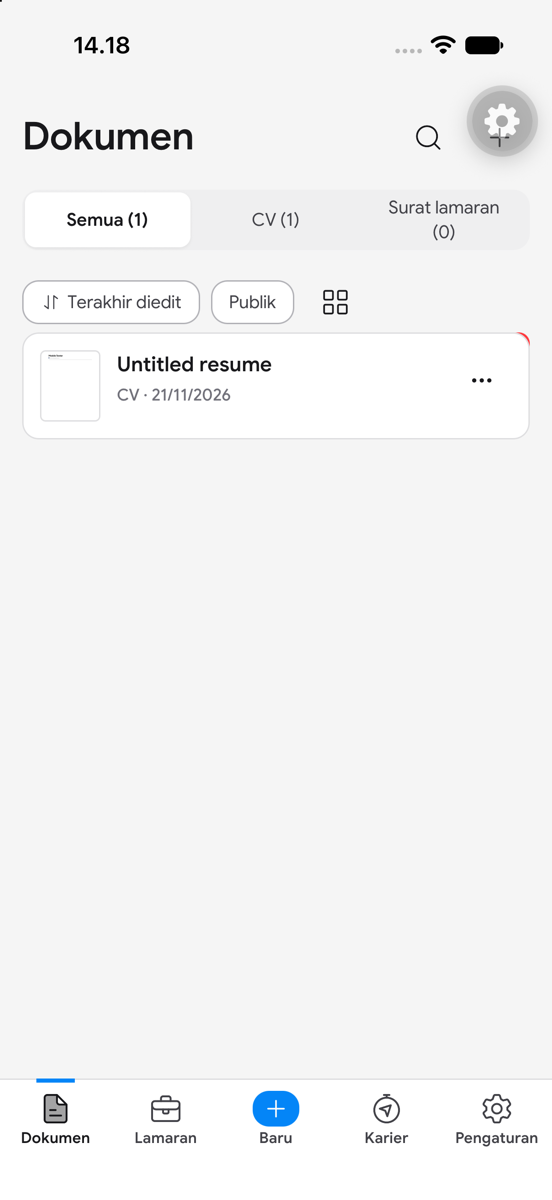 14.18
Dokumen
Semua (1)
CV (1)
Surat lamaran
(0)
Terakhir diedit
Publik
Untitled resume
CV · 21/11/2026
Dokumen
Lamaran
Baru
Karier
Pengaturan